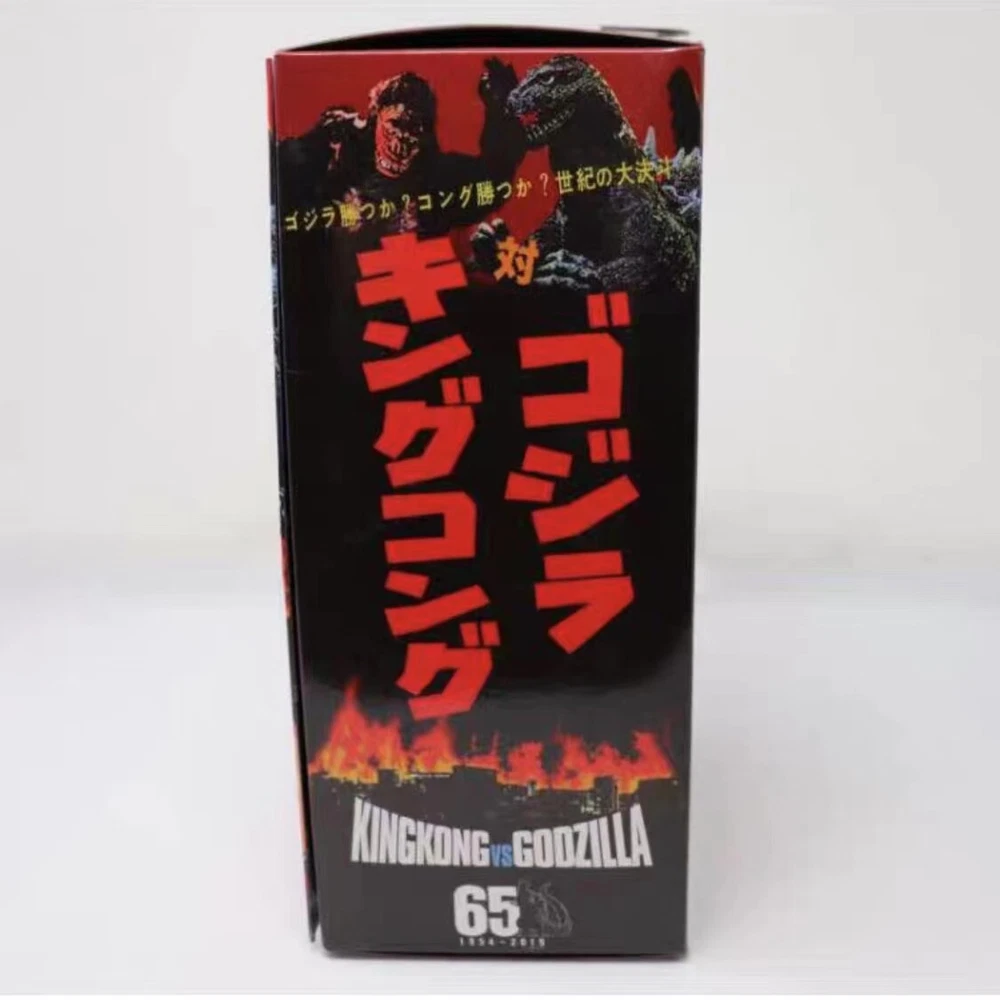 ゴジラ勝つか?コング勝つか?世紀の大決斗
キングコング
対
ゴジラ
KINGKONG VS GODZILLA
65
1954-2019